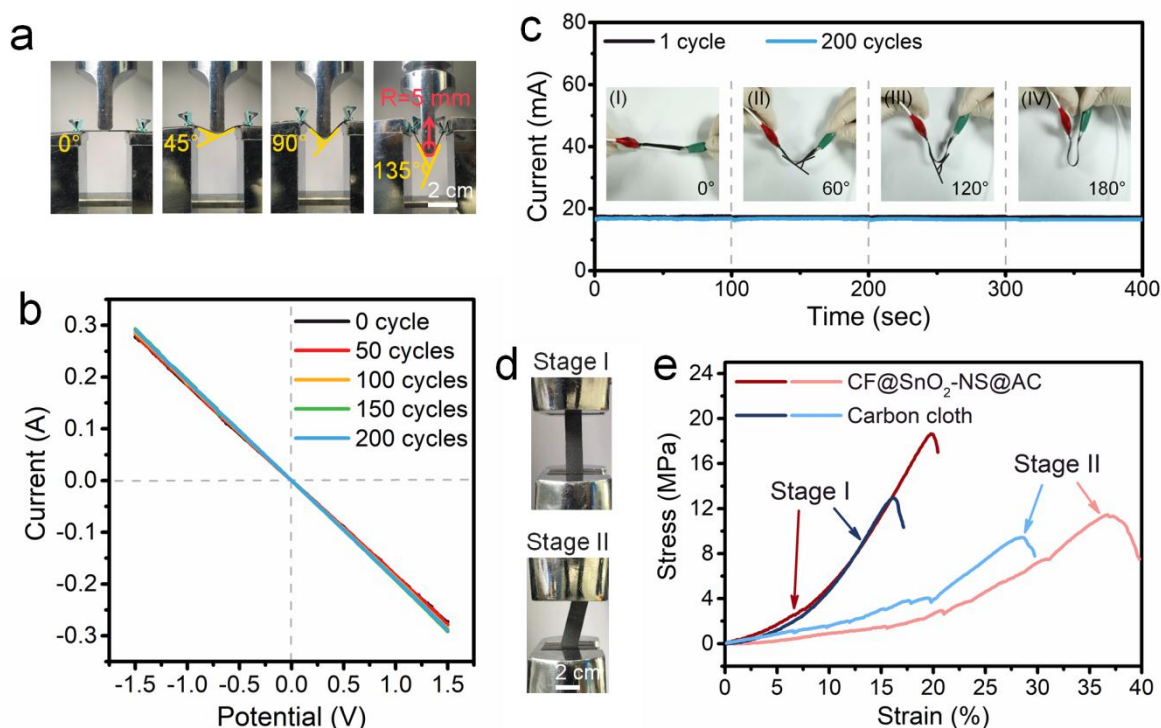 a
0°
45°
90°
R=5 mm
135°
2 cm
b
Current (A)
0.3
0.2
0.1
0.0
-0.1
-0.2
-0.3
0 cycle
50 cycles
100 cycles
150 cycles
200 cycles
-1.5 -1.0 -0.5 0.0 0.5 1.0 1.5
Potential (V)
c
1 cycle 200 cycles
Current (mA)
80
60
40
20
0
(I) (II) (III) (IV)
0° 60° 120° 180°
0 100 200 300 400
Time (sec)
d
Stage I
Stage II
2 cm
e
Stress (MPa)
24
20
16
12
8
4
0
CF@SnO₂-NS@AC
Carbon cloth
Stage I
Stage II
0 5 10 15 20 25 30 35 40
Strain (%)